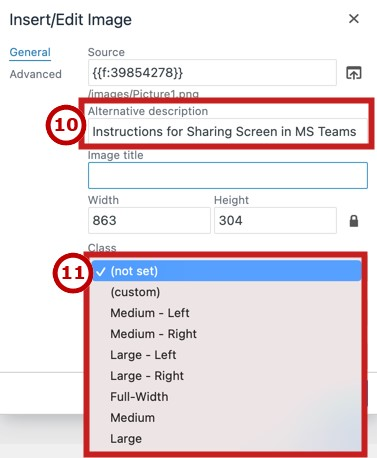 Insert/Edit Image
General
Source
Advanced
{{f:39854278}}
/images/Picture1.png
10
Alternative description
Instructions for Sharing Screen in MS Teams
Image title
Width
Height
863
304
Class
11
✓ (not set)
(custom)
Medium - Left
Medium - Right
Large - Left
Large - Right
Full-Width
Medium
Large